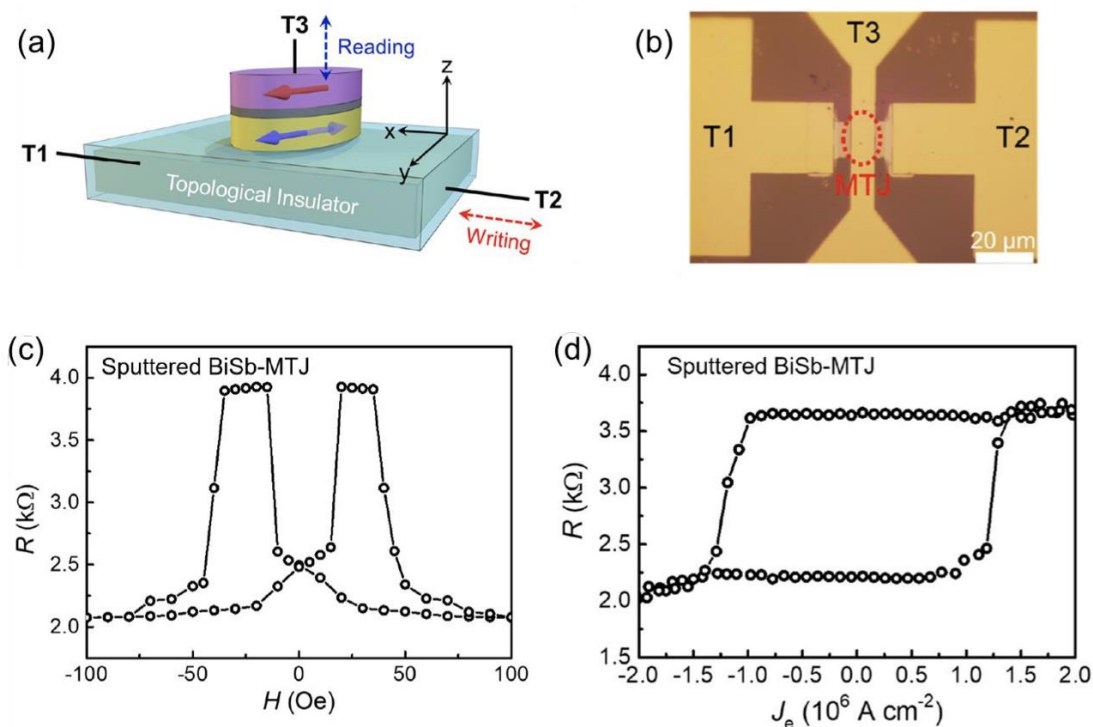 (a)
T3
Reading
z
x
y
T1
Topological Insulator
T2
Writing
(b)
T3
T1
T2
MTJ
20 μm
(c)
Sputtered BiSb-MTJ
R (kΩ)
4.0
3.5
3.0
2.5
2.0
-100
-50
0
50
100
H (Oe)
(d)
Sputtered BiSb-MTJ
R (kΩ)
4.0
3.5
3.0
2.5
2.0
1.5
-2.0
-1.5
-1.0
-0.5
0.0
0.5
1.0
1.5
2.0
Jₑ (10⁶ A cm⁻²)